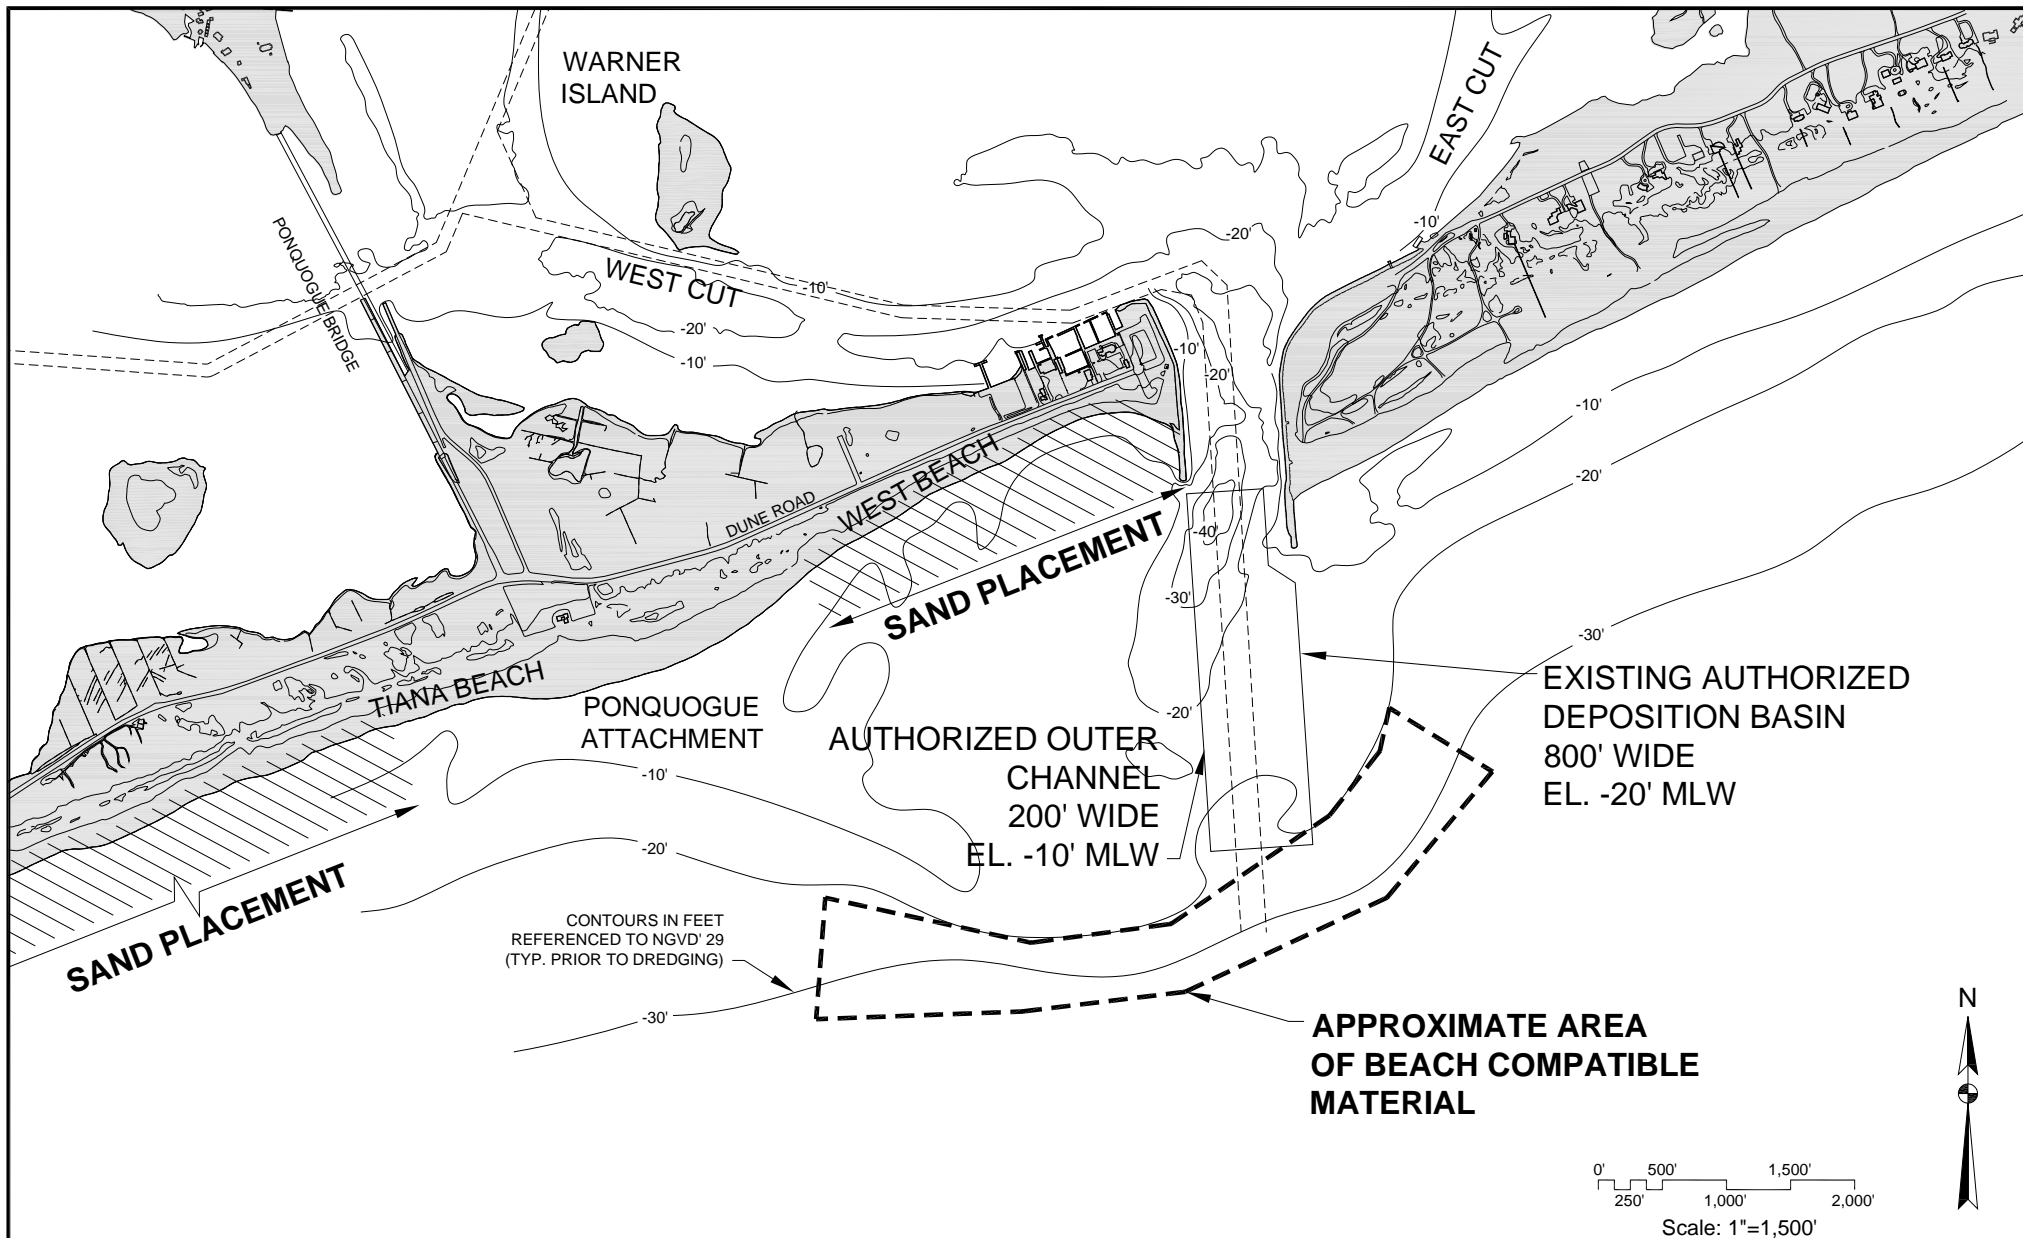 WARNER
ISLAND
EAST CUT
-10'
-20'
PONQUOGUE BRIDGE
WEST CUT
-10'
-20'
-10'
-10'
-20'
-10'
-20'
WEST BEACH
DUNE ROAD
SAND PLACEMENT
-40'
-30'
-30'
TIANA BEACH
PONQUOGUE
ATTACHMENT
-20'
EXISTING AUTHORIZED
DEPOSITION BASIN
800' WIDE
EL. -20' MLW
AUTHORIZED OUTER
CHANNEL
200' WIDE
EL. -10' MLW
-10'
-20'
SAND PLACEMENT
CONTOURS IN FEET
REFERENCED TO NGVD' 29
(TYP. PRIOR TO DREDGING)
-30'
APPROXIMATE AREA
OF BEACH COMPATIBLE
MATERIAL
N
0' 500' 1,500'
250' 1,000' 2,000'
Scale: 1"=1,500'